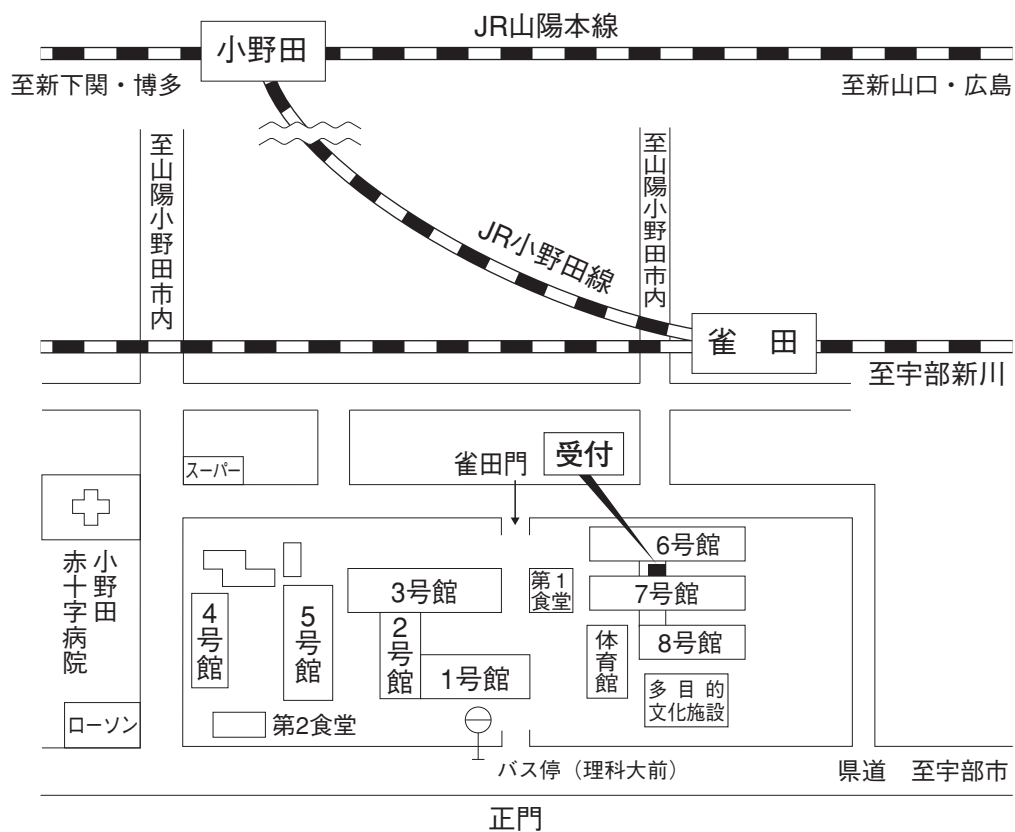 JR山陽本線
小野田
至新下関・博多
至新山口・広島
至山陽小野田市内
至山陽小野田市内
JR小野田線
雀　田
至宇部新川
スーパー
雀田門
受付
小野田
赤十字病院
6号館
7号館
8号館
第1
食堂
3号館
4号館
5号館
2号館
1号館
体育館
多目的
文化施設
ローソン
第2食堂
バス停（理科大前）
県道　至宇部市
正門